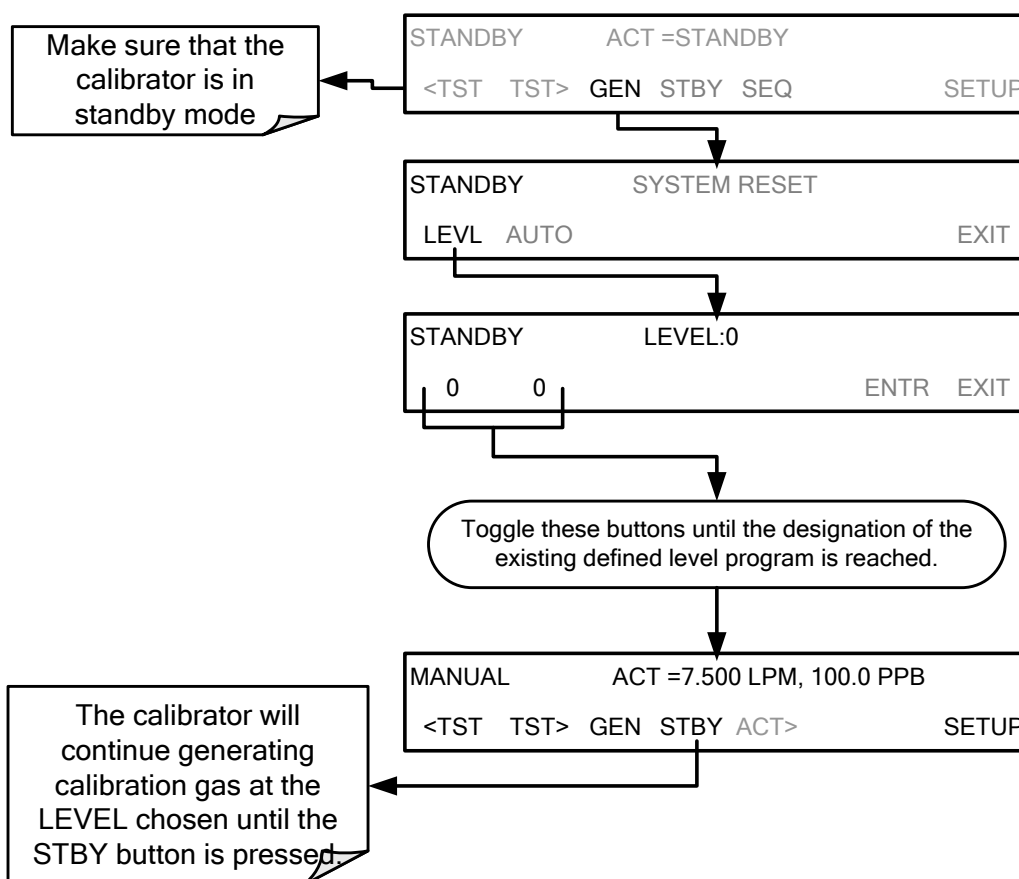 Make sure that the
calibrator is in
standby mode
STANDBY ACT =STANDBY
<TST TST> GEN STBY SEQ SETUP
STANDBY SYSTEM RESET
LEVL AUTO EXIT
STANDBY LEVEL:0
0 0 ENTR EXIT
Toggle these buttons until the designation of the
existing defined level program is reached.
MANUAL ACT =7.500 LPM, 100.0 PPB
<TST TST> GEN STBY ACT> SETUP
The calibrator will
continue generating
calibration gas at the
LEVEL chosen until the
STBY button is pressed.